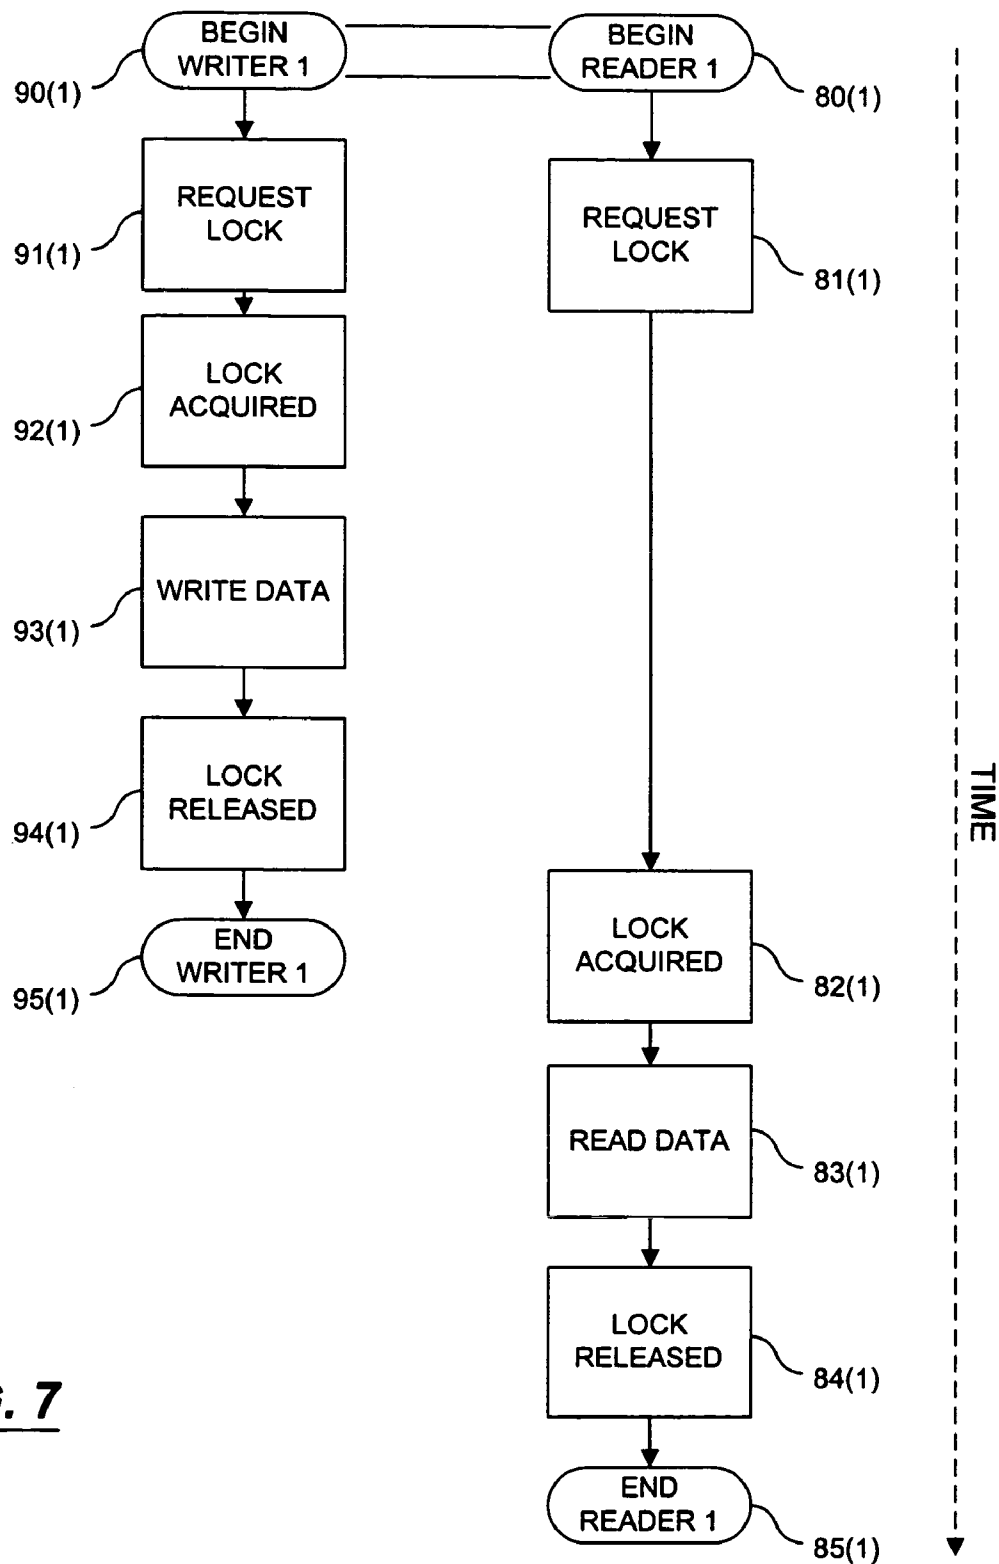 BEGIN
WRITER 1
90(1)
REQUEST
LOCK
91(1)
LOCK
ACQUIRED
92(1)
WRITE DATA
93(1)
LOCK
RELEASED
94(1)
END
WRITER 1
95(1)
BEGIN
READER 1
80(1)
REQUEST
LOCK
81(1)
LOCK
ACQUIRED
82(1)
READ DATA
83(1)
LOCK
RELEASED
84(1)
END
READER 1
85(1)
TIME
. 7